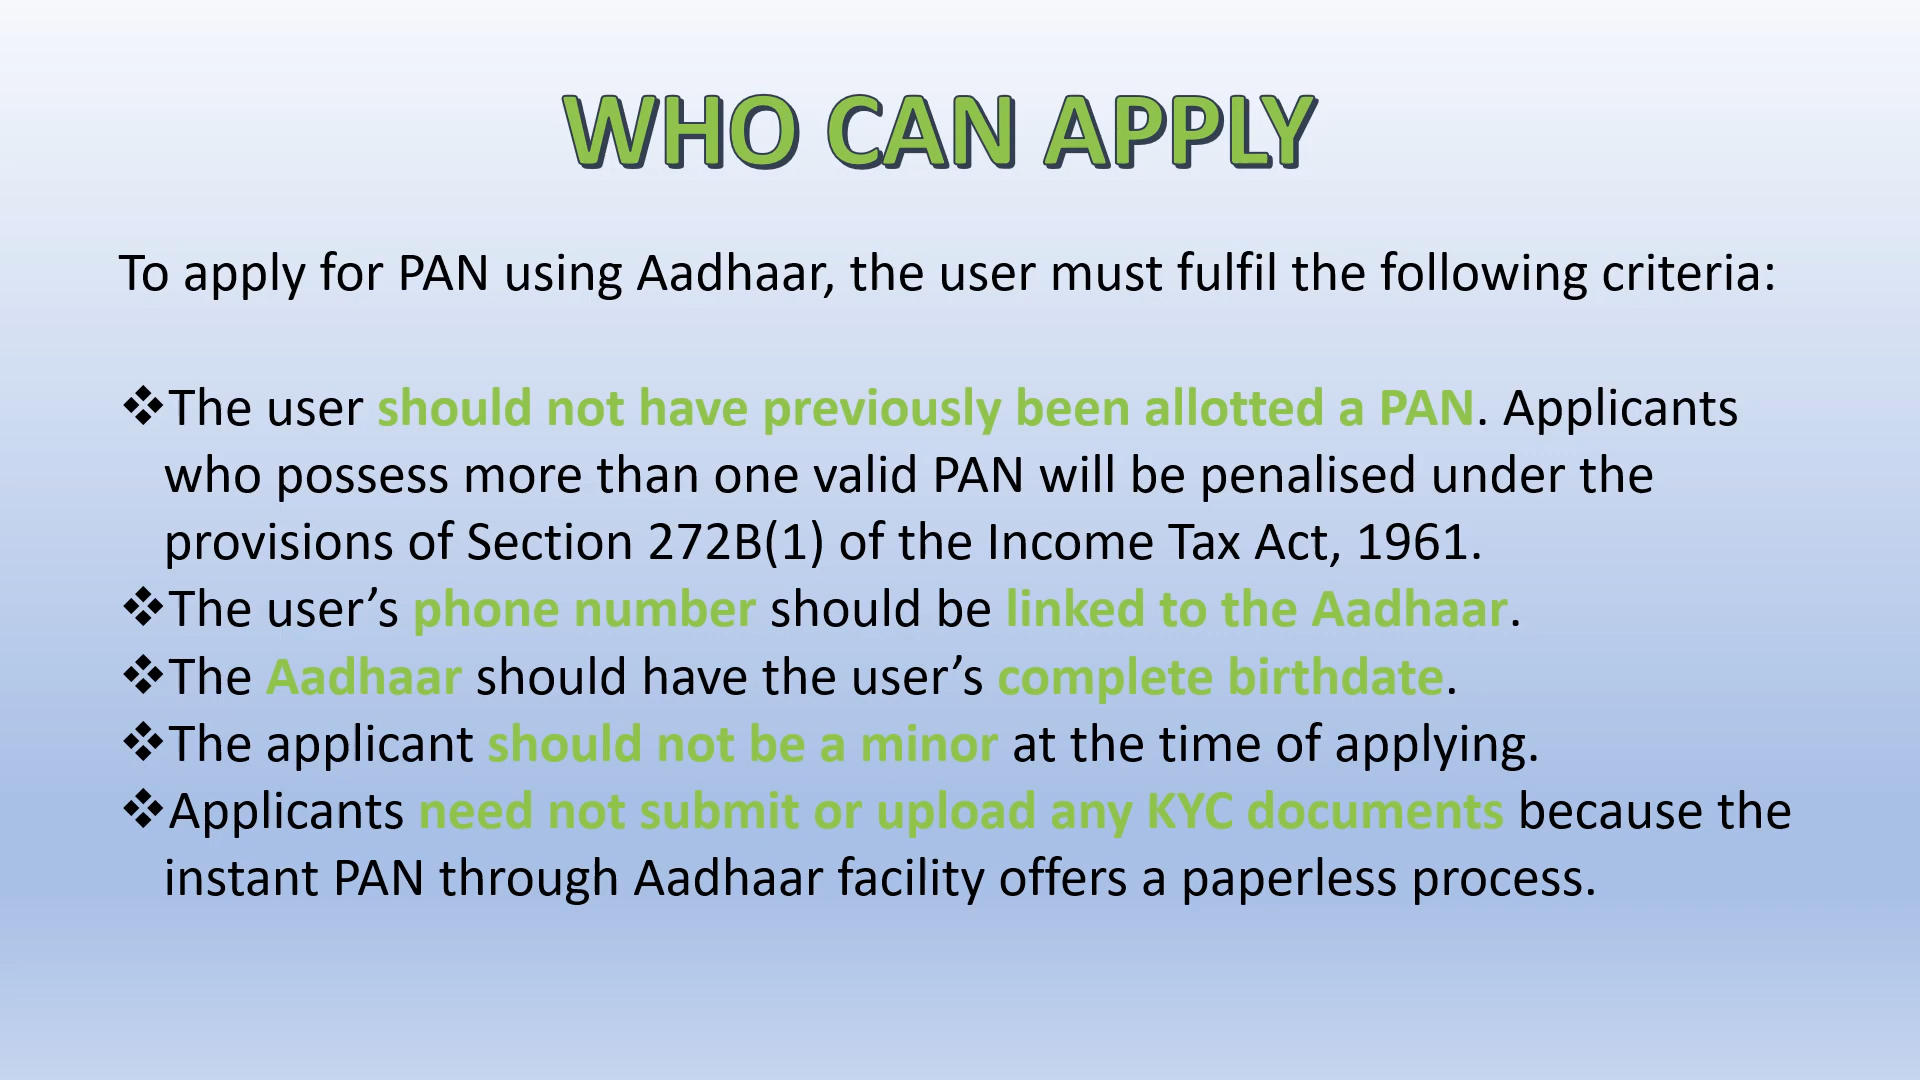 WHO CAN APPLY
To apply for PAN using Aadhaar, the user must fulfil the following criteria:
❖The user should not have previously been allotted a PAN. Applicants
who possess more than one valid PAN will be penalised under the
provisions of Section 272B(1) of the Income Tax Act, 1961.
❖The user’s phone number should be linked to the Aadhaar.
❖The Aadhaar should have the user’s complete birthdate.
❖The applicant should not be a minor at the time of applying.
❖Applicants need not submit or upload any KYC documents because the
instant PAN through Aadhaar facility offers a paperless process.